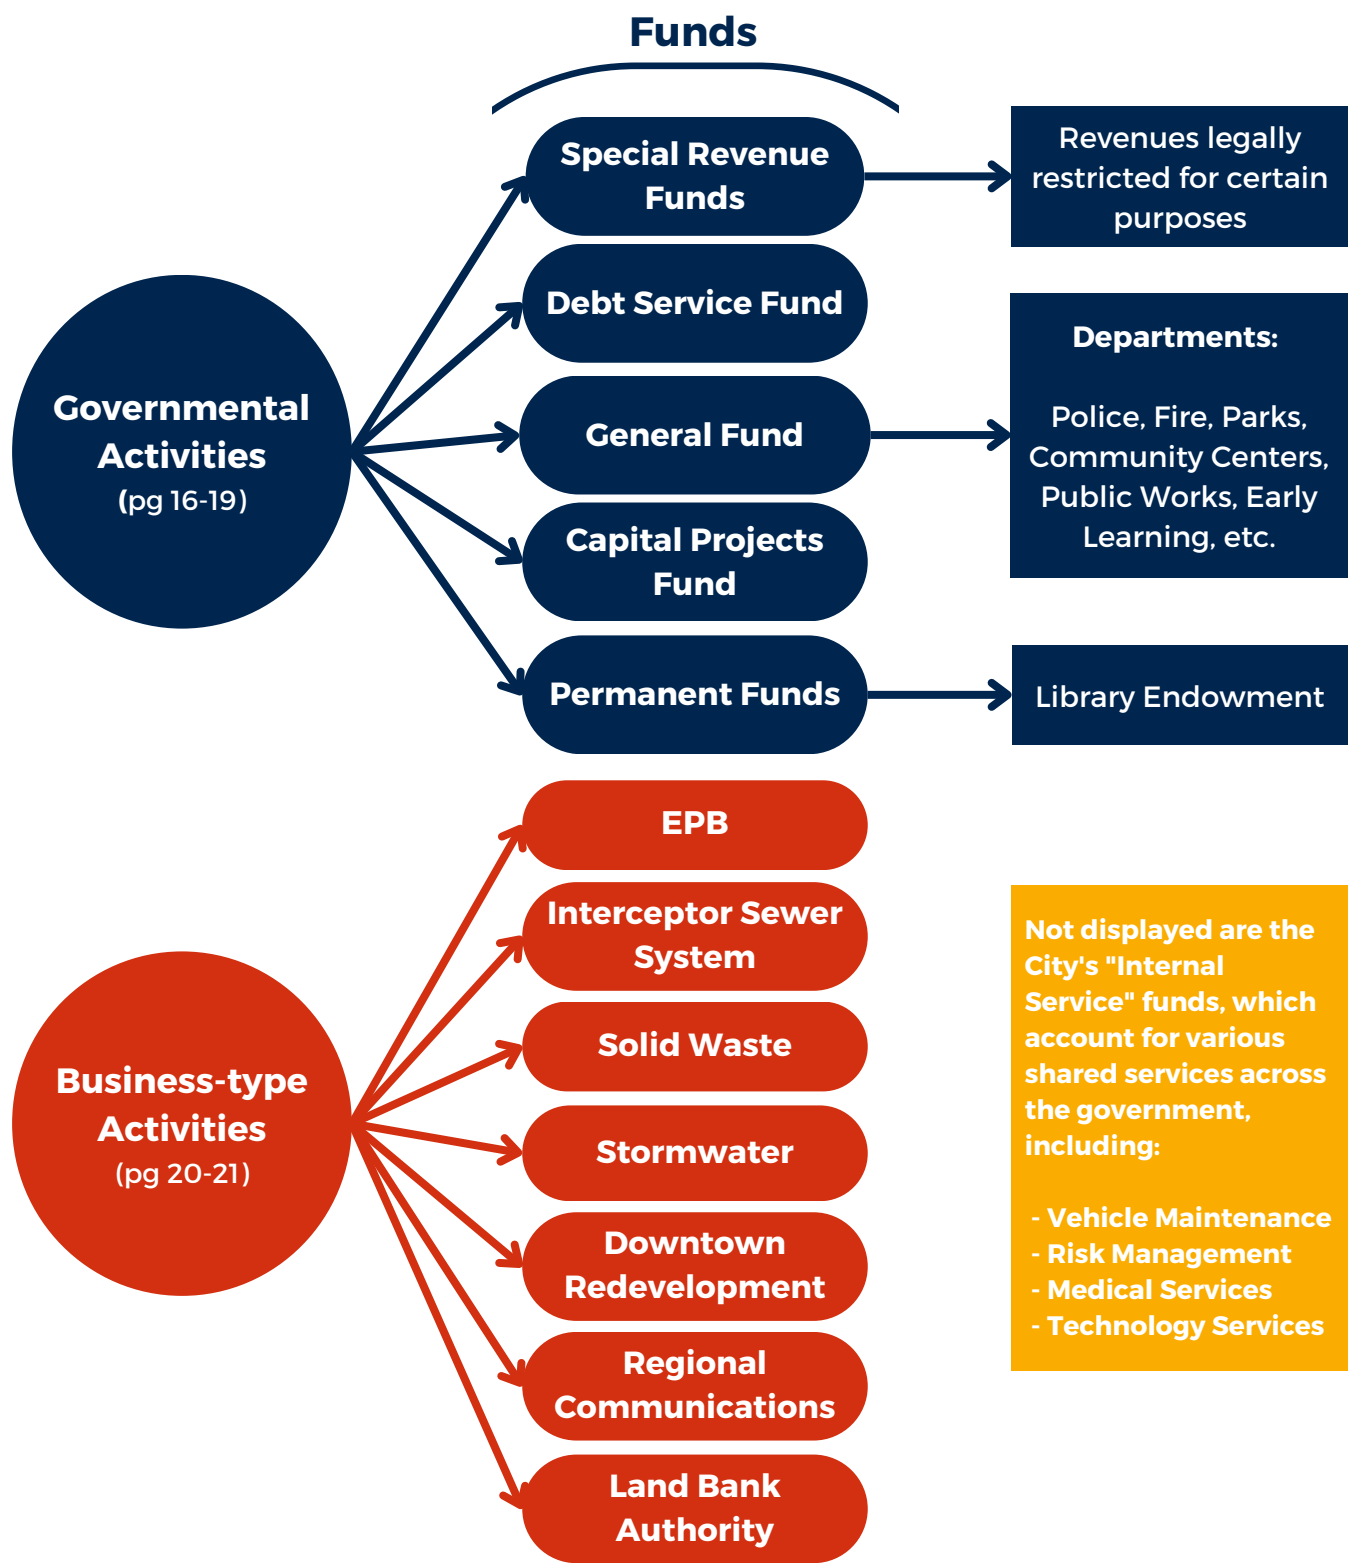 Funds
Governmental
Activities
(pg 16-19)
Special Revenue
Funds
Revenues legally
restricted for certain
purposes
Debt Service Fund
General Fund
Departments:
Police, Fire, Parks,
Community Centers,
Public Works, Early
Learning, etc.
Capital Projects
Fund
Permanent Funds
Library Endowment
Business-type
Activities
(pg 20-21)
EPB
Interceptor Sewer
System
Solid Waste
Stormwater
Downtown
Redevelopment
Regional
Communications
Land Bank
Authority
Not displayed are the
City's "Internal
Service" funds, which
account for various
shared services across
the government,
including:
- Vehicle Maintenance
- Risk Management
- Medical Services
- Technology Services